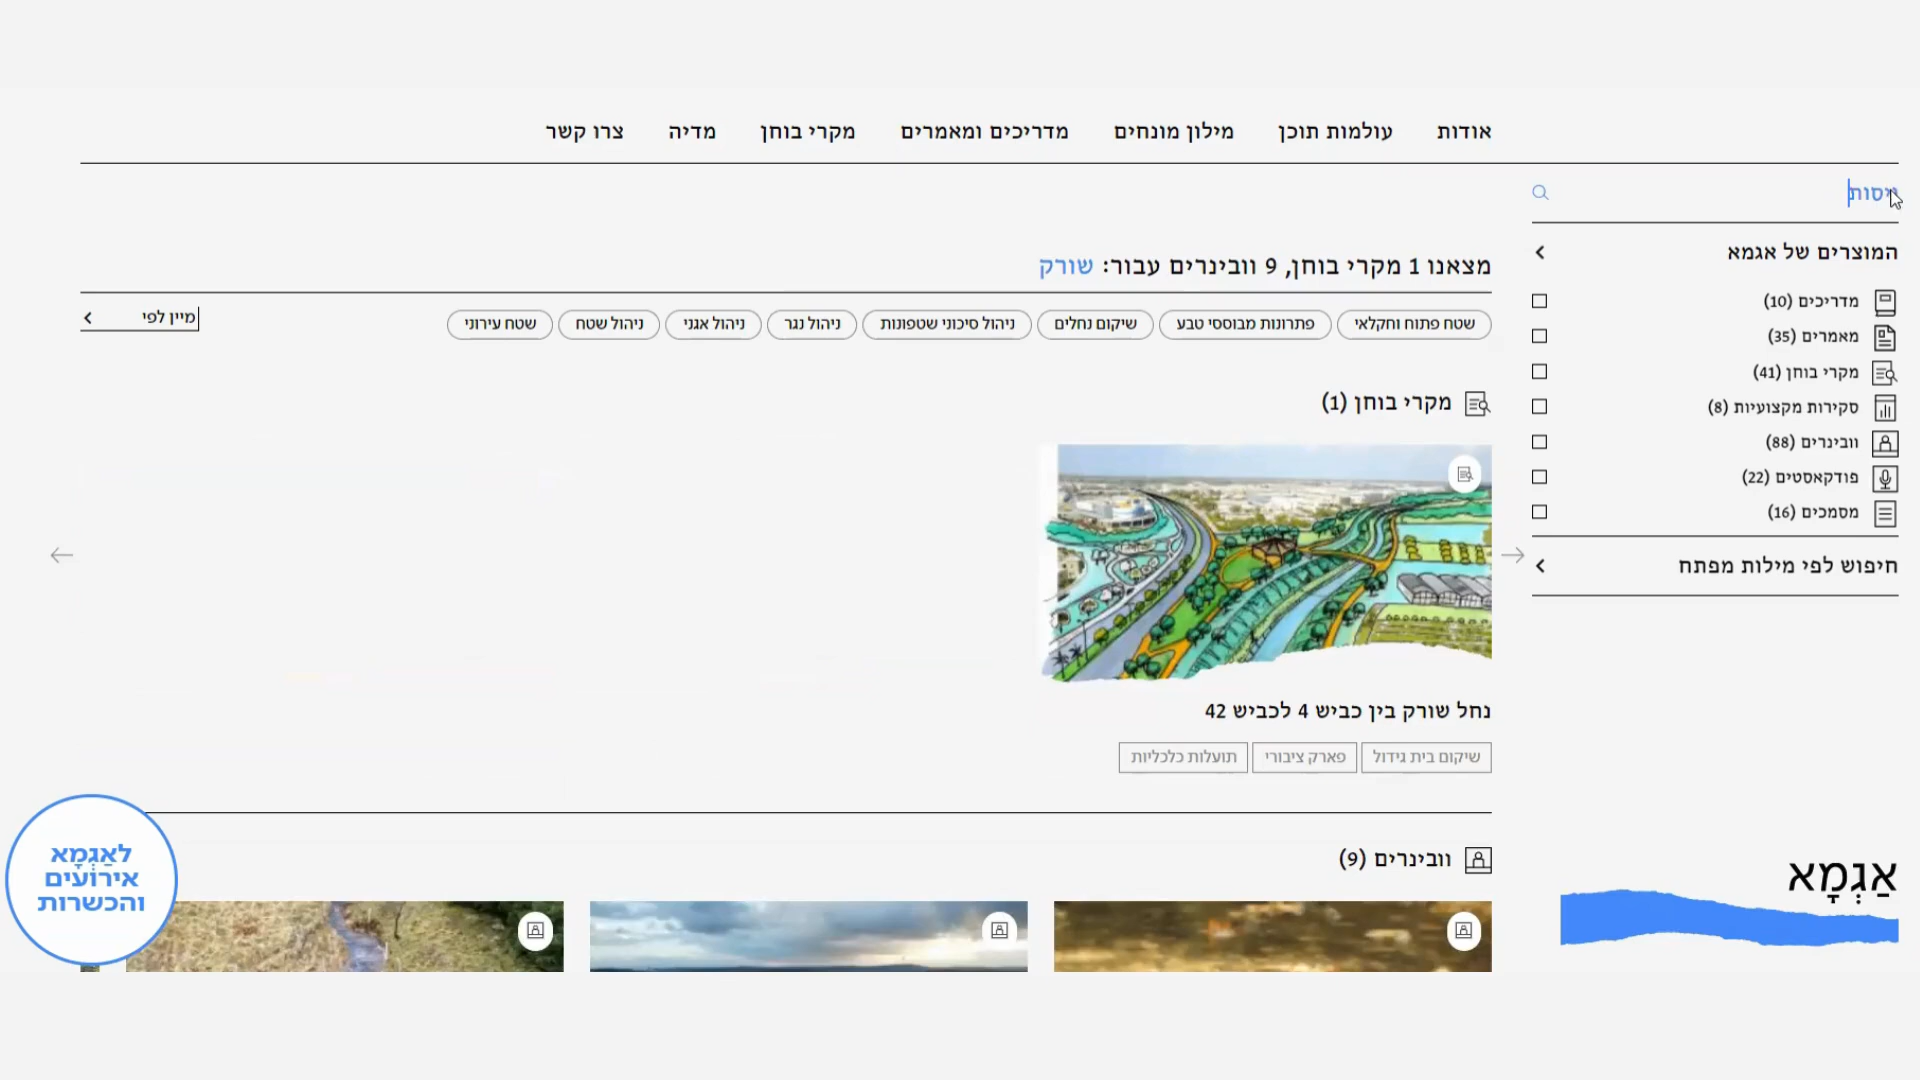 אודות
עולמות תוכן
מילון מונחים
מדריכים ומאמרים
מקרי בוחן
מדיה
צרו קשר
המוצרים של אגמא
מדריכים (10)
מאמרים (35)
מקרי בוחן (41)
סקירות מקצועיות (8)
וובינרים (88)
פודקאסטים (22)
מסמכים (16)
חיפוש לפי מילות מפתח
מצאנו 1 מקרי בוחן, 9 וובינרים עבור: שורק
שטח פתוח וחקלאי
פתרונות מבוססי טבע
שיקום נחלים
ניהול סיכוני שטפונות
ניהול נגר
ניהול אגני
ניהול שטח
שטח עירוני
מיין לפי
מקרי בוחן (1)
נחל שורק בין כביש 4 לכביש 42
שיקום בית גידול
פארק ציבורי
תועלות כלכליות
וובינרים (9)
אַגְמָא
לאַגְמָא
אירועים
והכשרות